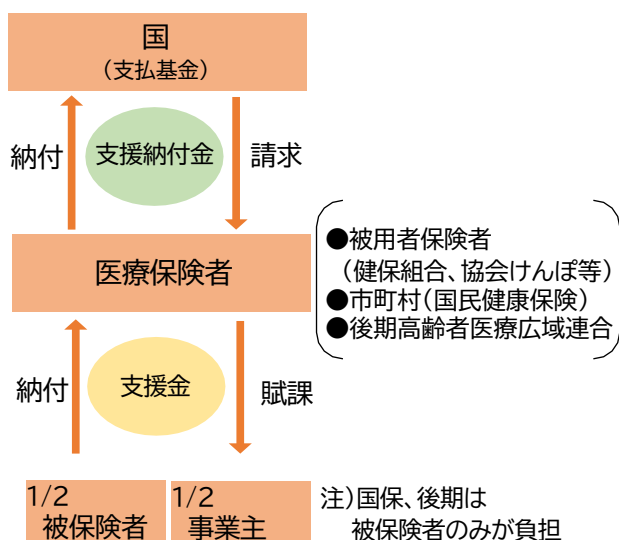 国
（支払基金）
納付
支援納付金
請求
医療保険者
●被用者保険者
（健保組合、協会けんぽ等）
●市町村（国民健康保険）
●後期高齢者医療広域連合
納付
支援金
賦課
1/2
被保険者
1/2
事業主
注）国保、後期は
被保険者のみが負担